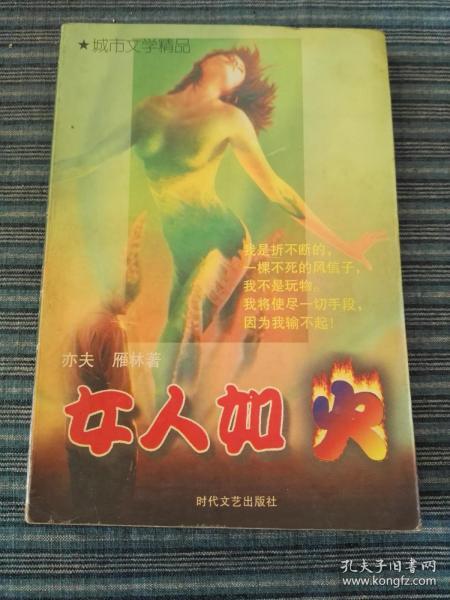 ★城市文学精品
我是折不断的，
一棵不死的风信子，
我不是玩物。
我将使尽一切手段，
因为我输不起！
亦夫 雁林著
女人如火
时代文艺出版社
孔夫子旧书网
www.kongfz.com